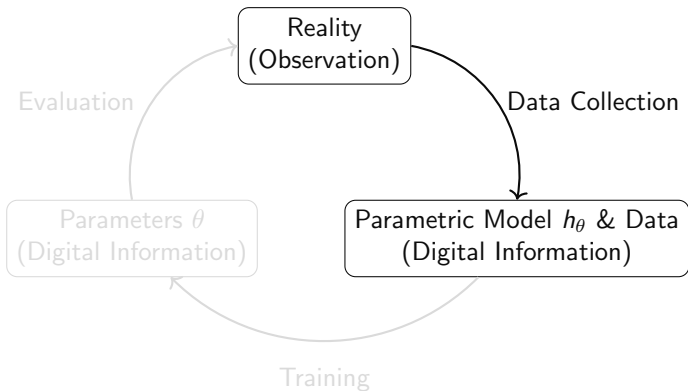 Reality
(Observation)
Evaluation
Data Collection
Parameters θ
(Digital Information)
Parametric Model hθ & Data
(Digital Information)
Training